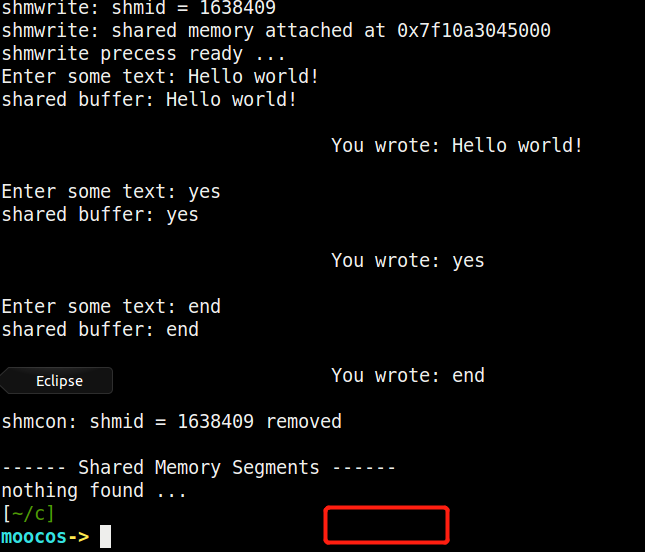 shmwrite: shmid = 1638409
shmwrite: shared memory attached at 0x7f10a3045000
shmwrite precess ready ...
Enter some text: Hello world!
shared buffer: Hello world!
You wrote: Hello world!
Enter some text: yes
shared buffer: yes
You wrote: yes
Enter some text: end
shared buffer: end
Eclipse
You wrote: end
shmcon: shmid = 1638409 removed
------ Shared Memory Segments ------
nothing found ...
[~/c]
moocos->